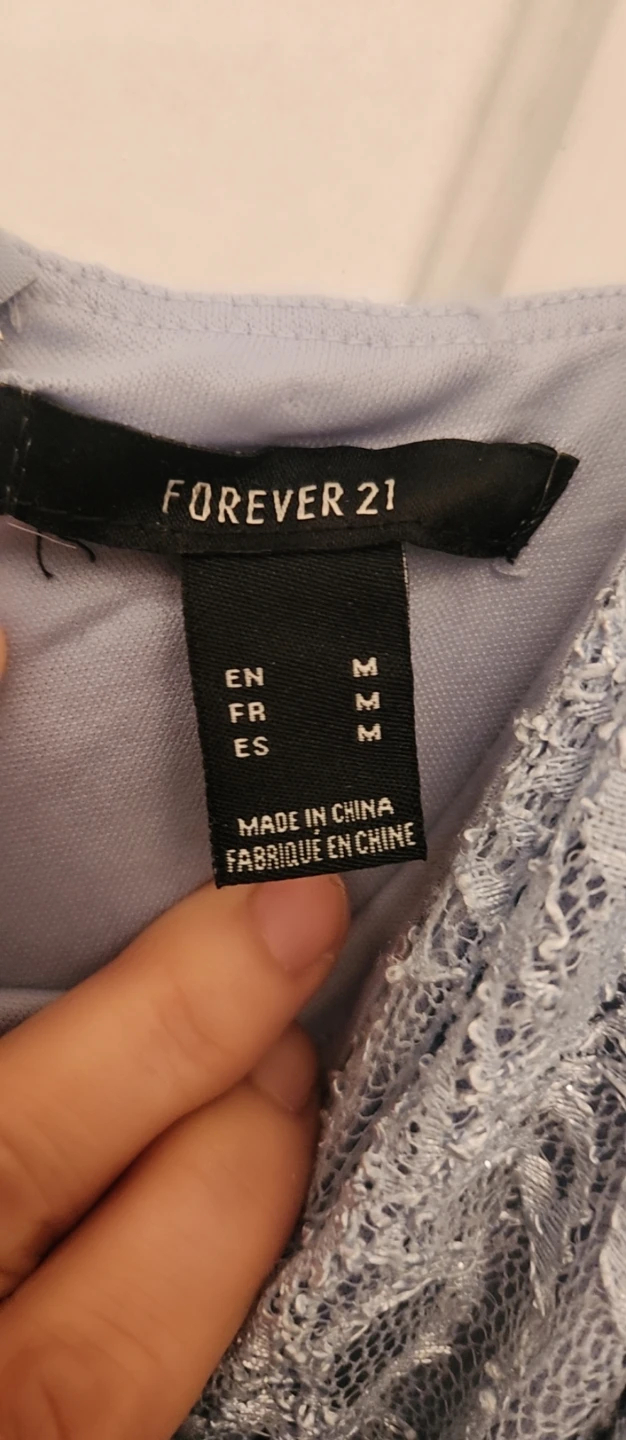 FOREVER 21
EN M
FR M
ES M
MADE IN CHINA
FABRIQUÉ EN CHINE